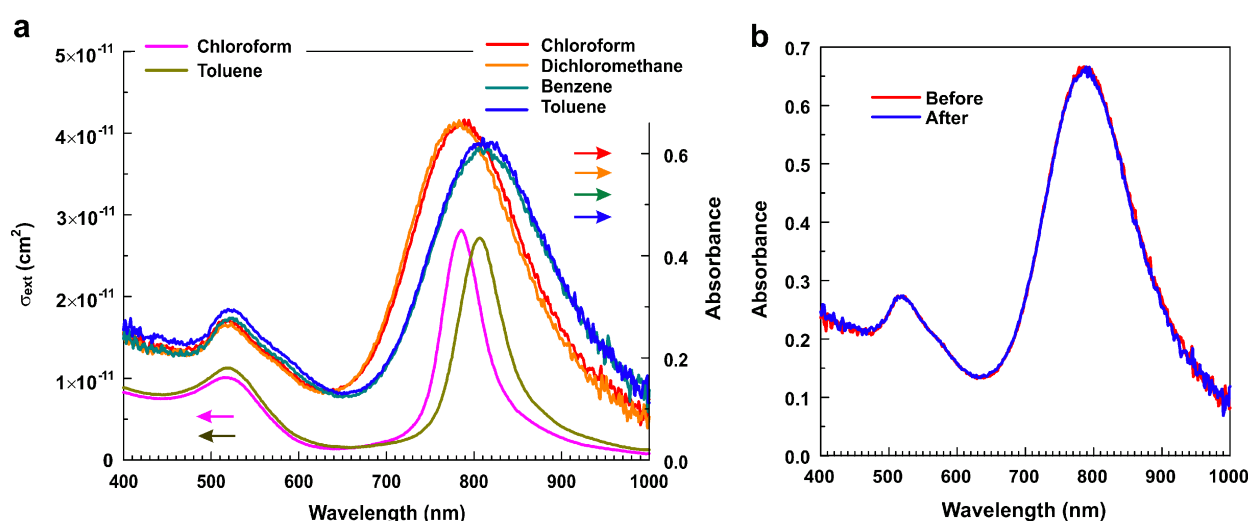 a
Chloroform
Toluene
Chloroform
Dichloromethane
Benzene
Toluene
5×10⁻¹¹
4×10⁻¹¹
3×10⁻¹¹
2×10⁻¹¹
1×10⁻¹¹
0
σext (cm²)
0.6
0.4
0.2
0.0
Absorbance
400 500 600 700 800 900 1000
Wavelength (nm)
b
Before
After
0.7
0.6
0.5
0.4
0.3
0.2
0.1
0.0
Absorbance
400 500 600 700 800 900 1000
Wavelength (nm)